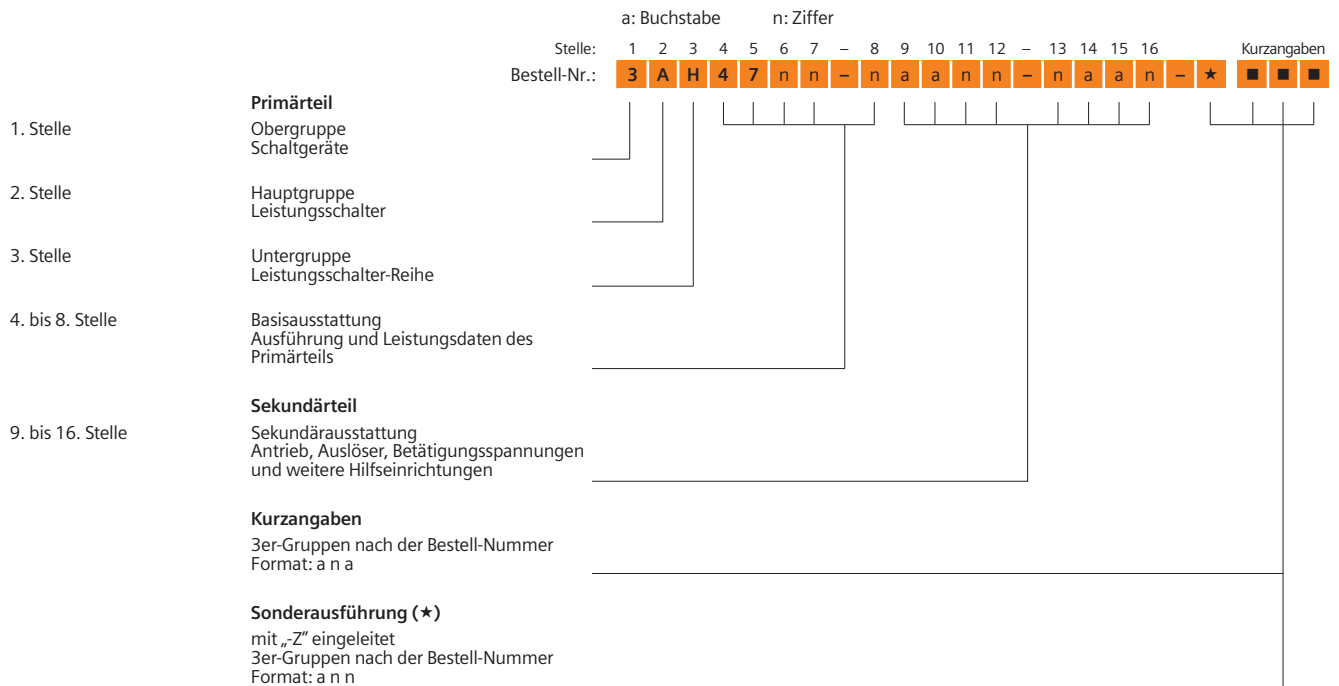 a: Buchstabe n: Ziffer
Stelle: 1 2 3 4 5 6 7 – 8 9 10 11 12 – 13 14 15 16 Kurzangaben
Bestell-Nr.: 3 A H 4 7 n n – n a a n n – n a a n – ★ ■ ■ ■
Primärteil
1. Stelle Obergruppe
Schaltgeräte
2. Stelle Hauptgruppe
Leistungsschalter
3. Stelle Untergruppe
Leistungsschalter-Reihe
4. bis 8. Stelle Basisausstattung
Ausführung und Leistungsdaten des
Primärteils
Sekundärteil
9. bis 16. Stelle Sekundärausstattung
Antrieb, Auslöser, Betätigungsspannungen
und weitere Hilfseinrichtungen
Kurzangaben
3er-Gruppen nach der Bestell-Nummer
Format: a n a
Sonderausführung (★)
mit „-Z” eingeleitet
3er-Gruppen nach der Bestell-Nummer
Format: a n n